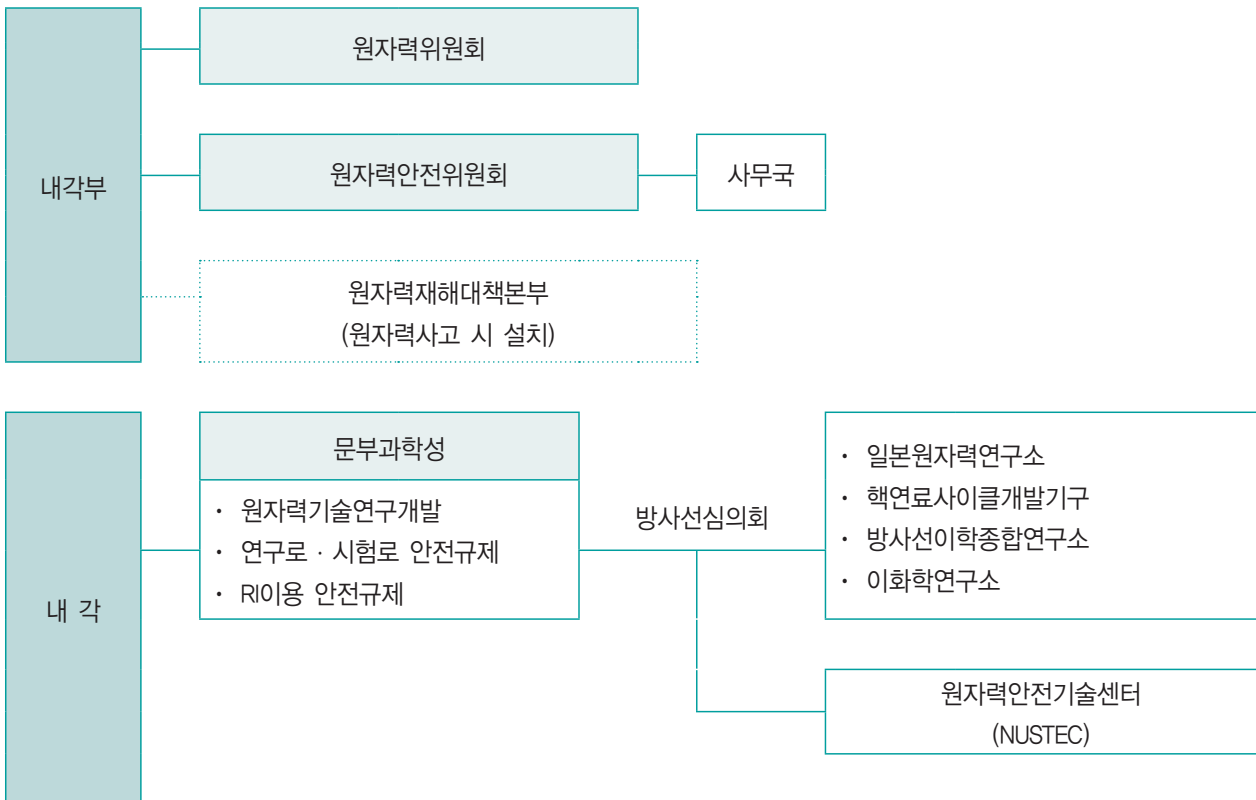 내각부
원자력위원회
원자력안전위원회
사무국
원자력재해대책본부
(원자력사고 시 설치)
내 각
문부과학성
· 원자력기술연구개발
· 연구로 · 시험로 안전규제
· RI이용 안전규제
방사선심의회
· 일본원자력연구소
· 핵연료사이클개발기구
· 방사선이학종합연구소
· 이화학연구소
원자력안전기술센터
(NUSTEC)